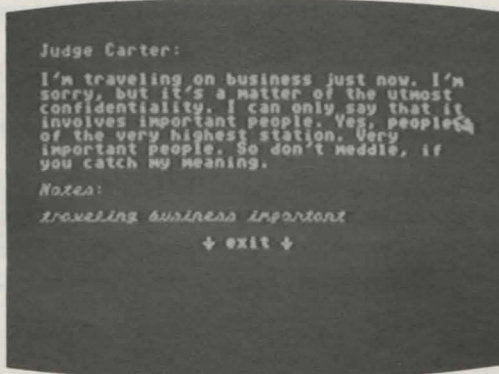 Judge Carter:
I'm traveling on business just now. I'm
sorry, but it's a matter of the utmost
confidentiality. I can only say that it
involves important people. Yes, people
of the very highest station. Very
important people. So don't meddle, if
you catch my meaning.
Notes:
traveling business important
↓ exit ↓